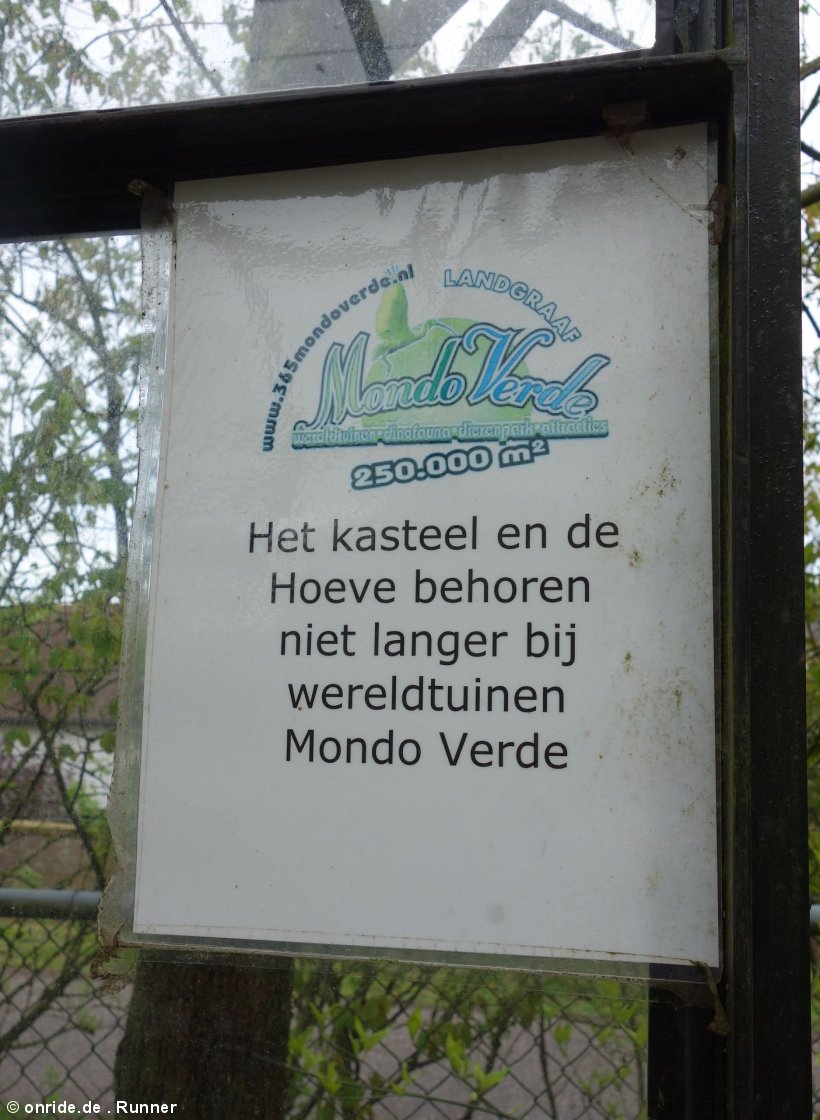 www.365mondoverde.nl
LANDGRAAF
Mondo Verde
wereldtuinen•dinofauna•dierenpark•attracties
250.000 m²
Het kasteel en de
Hoeve behoren
niet langer bij
wereldtuinen
Mondo Verde
© onride.de . Runner